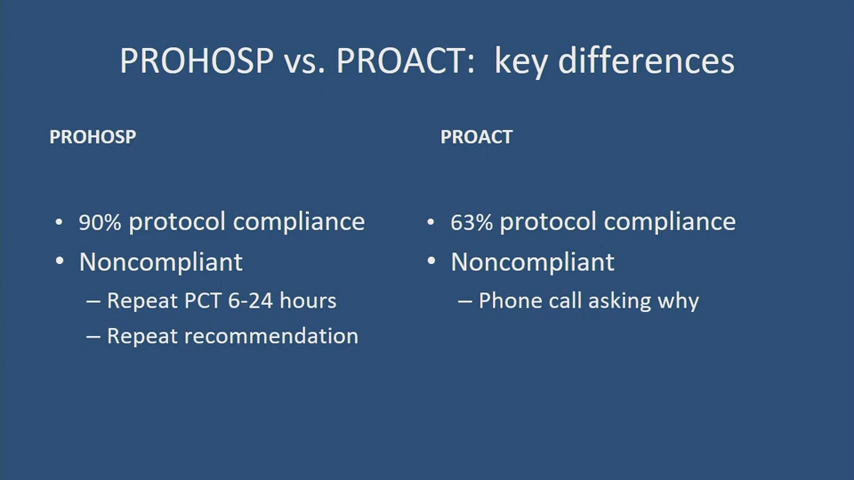 PROHOSP vs. PROACT:  key differences
PROHOSP
• 90% protocol compliance
• Noncompliant
– Repeat PCT 6-24 hours
– Repeat recommendation
PROACT
• 63% protocol compliance
• Noncompliant
– Phone call asking why